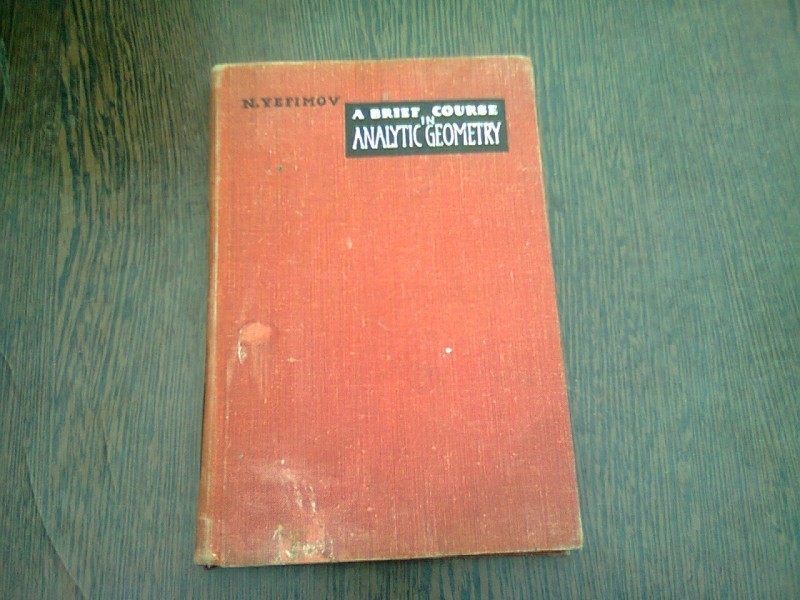 N. YEFIMOV
A BRIEF COURSE
IN
ANALYTIC GEOMETRY